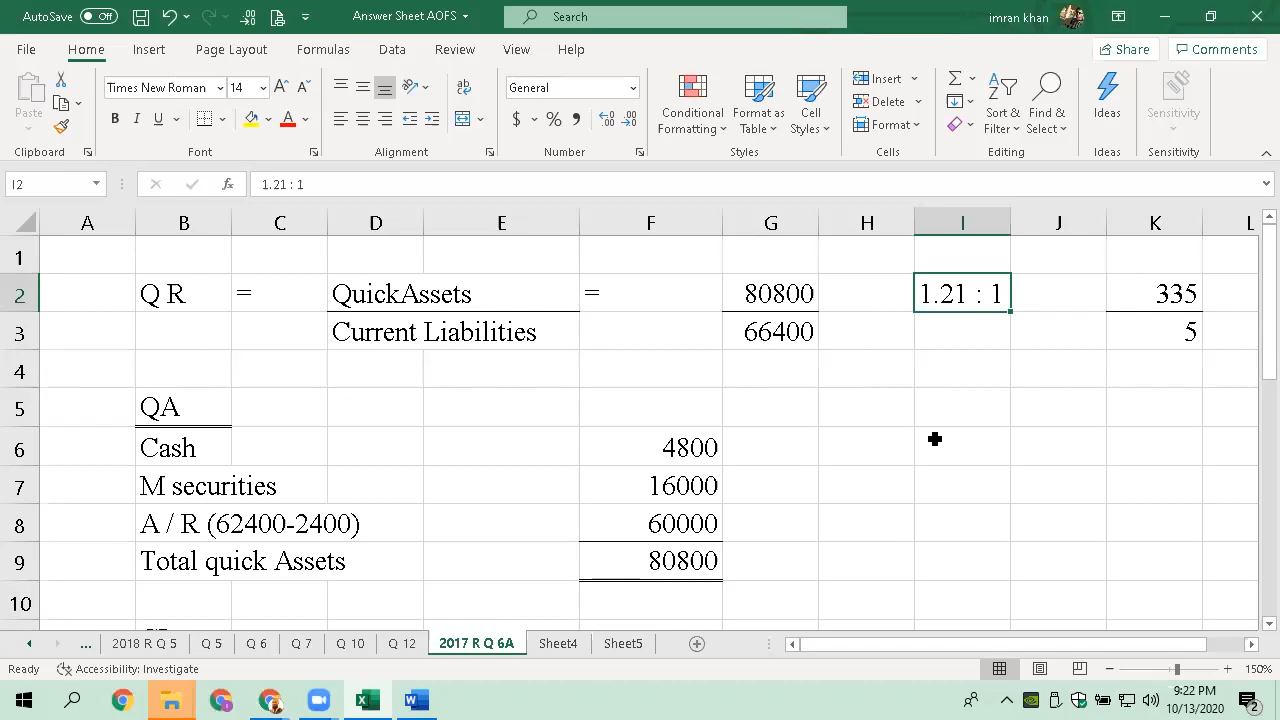 AutoSave Off Answer Sheet AOFS Search imran khan
File Home Insert Page Layout Formulas Data Review View Help Share Comments
Paste Times New Roman 14 General Conditional Formatting Format as Table Cell Styles Insert Delete Format Sort & Filter Find & Select Ideas Sensitivity
Clipboard Font Alignment Number Styles Cells Editing Ideas Sensitivity
I2 fx 1.21 : 1
A B C D E F G H I J K L
1
2 Q R = QuickAssets = 80800 1.21 : 1 335
3 Current Liabilities 66400 5
4
5 QA
6 Cash 4800
7 M securities 16000
8 A / R (62400-2400) 60000
9 Total quick Assets 80800
10
... 2018 R Q 5 Q 5 Q 6 Q 7 Q 10 Q 12 2017 R Q 6A Sheet4 Sheet5
Ready Accessibility: Investigate 150%
9:22 PM
10/13/2020 2